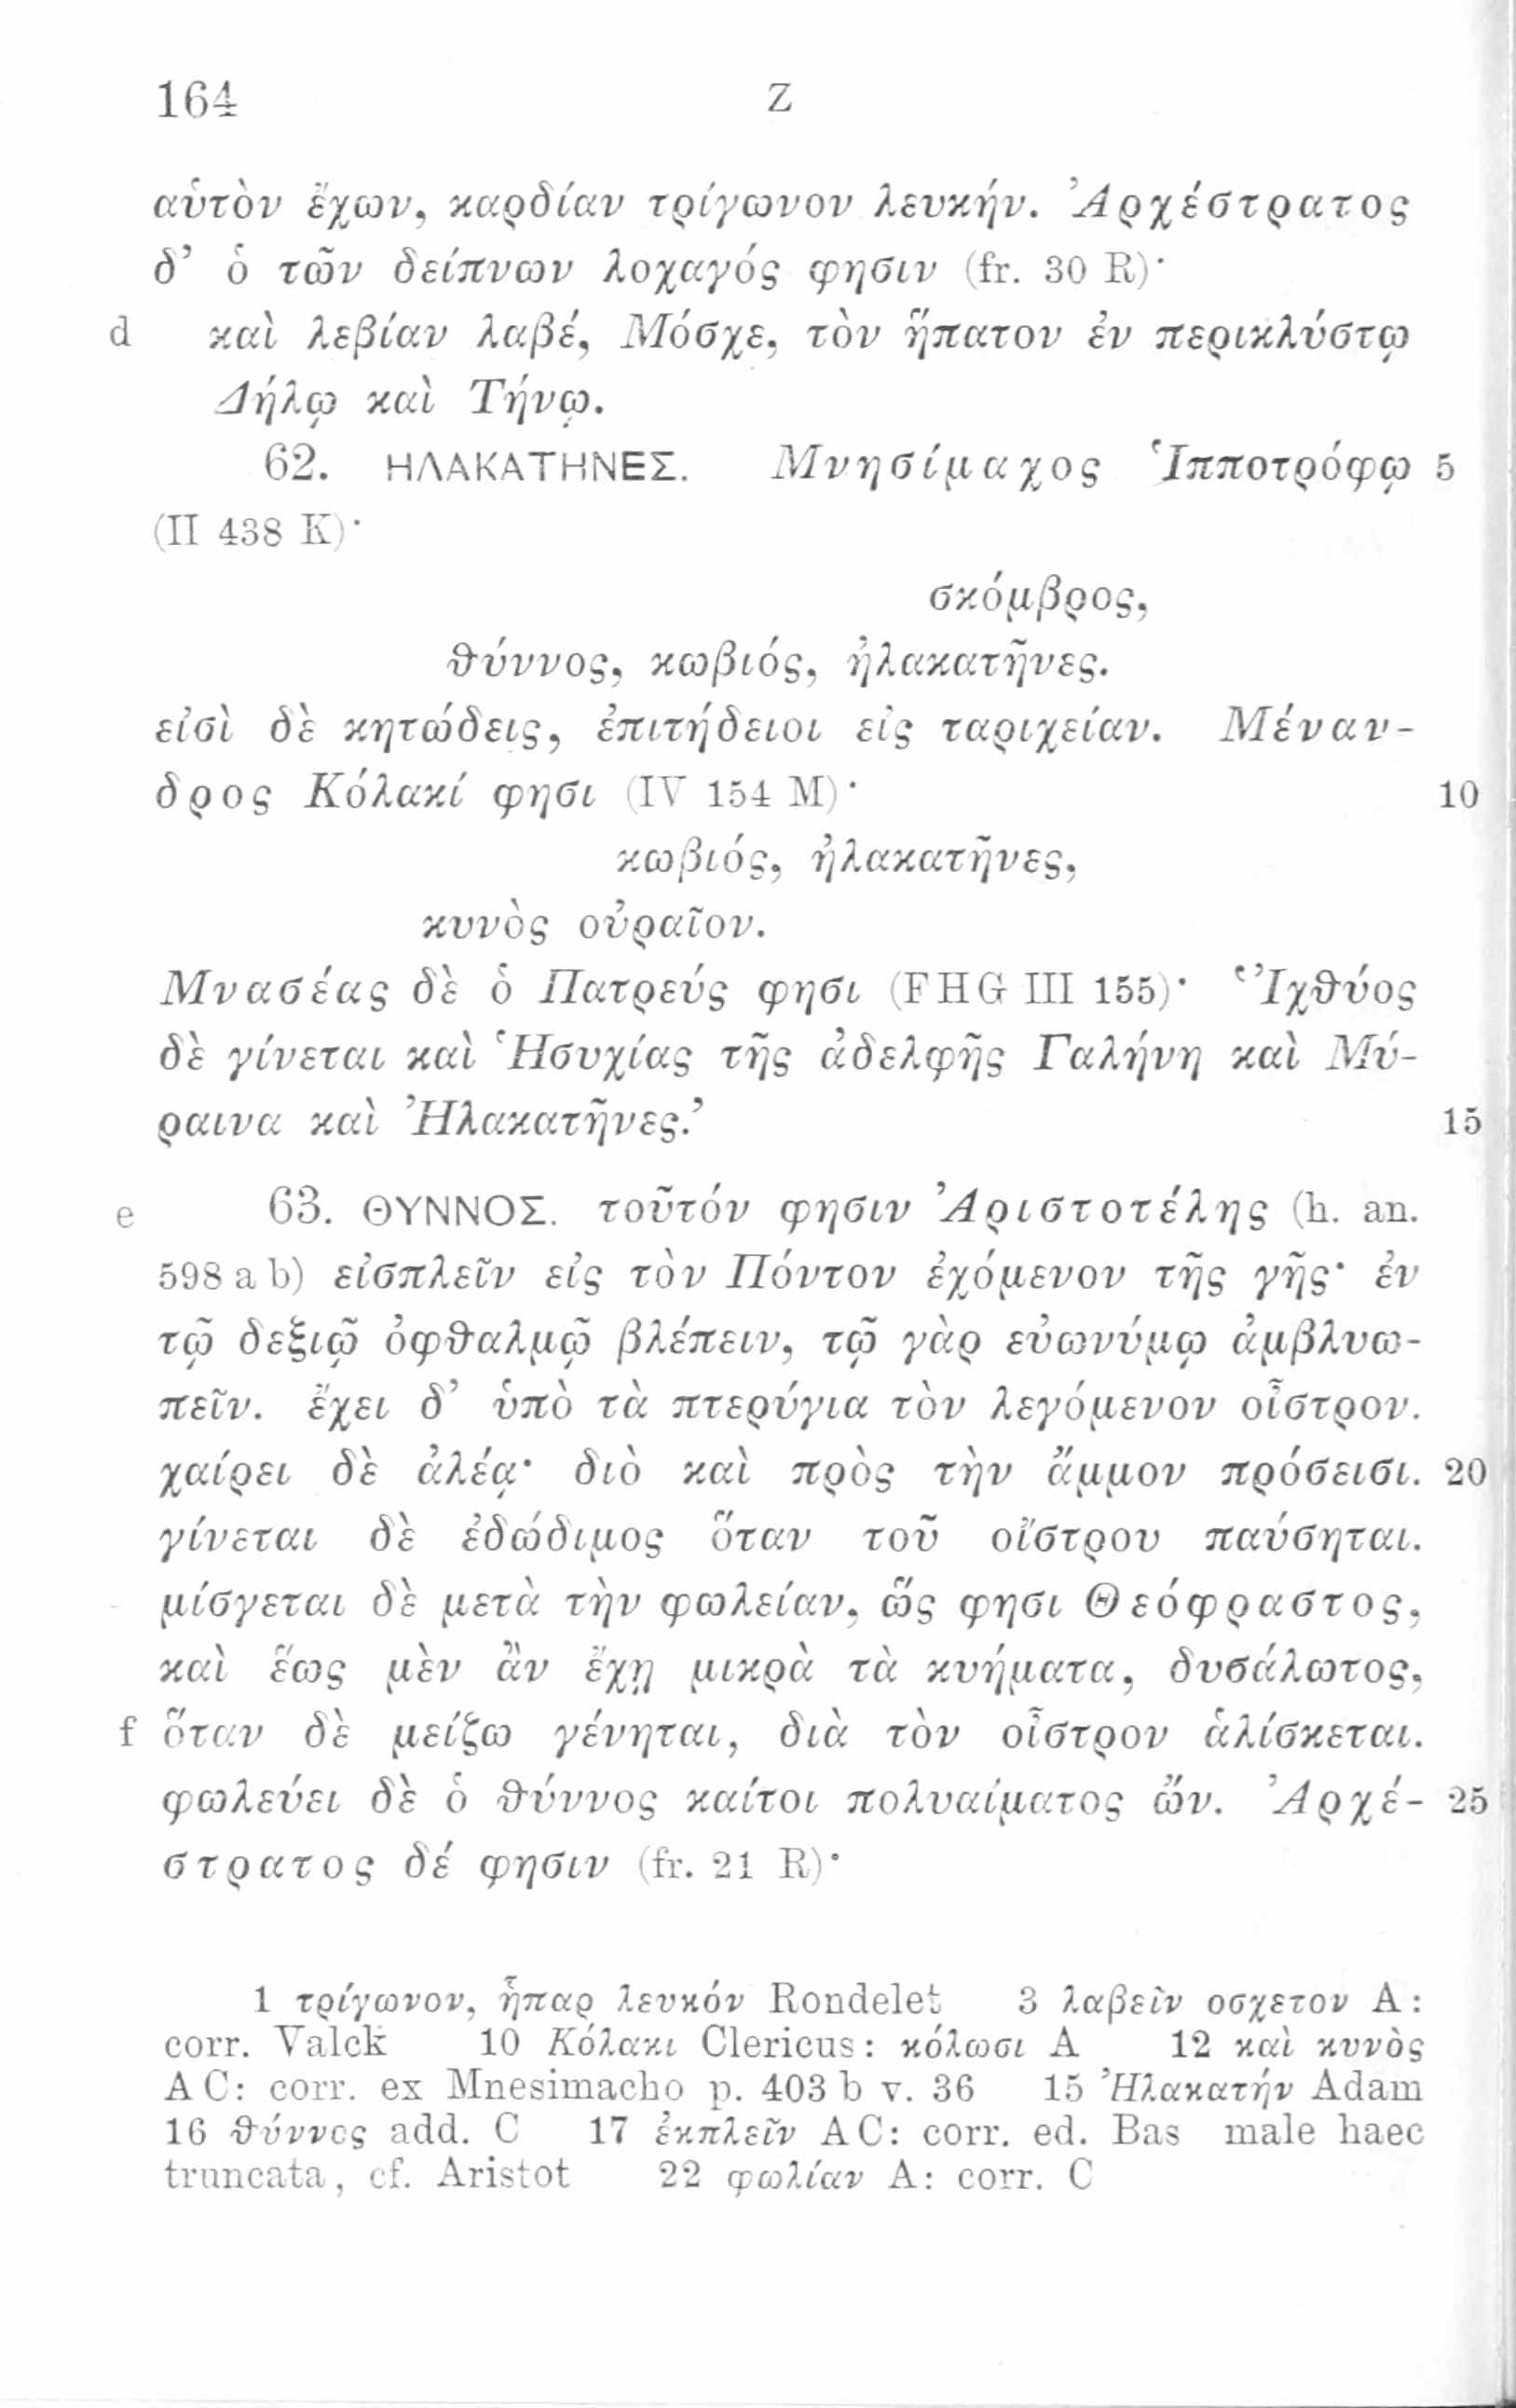 164 Z
αὑτὸν ἔχων, καρδίαν τρίγωνον λευκήν. Ἀρχέστρατος
δ’ ὁ τῶν δείπνων λοχαγός φησιν (fr. 30 R)·
d καὶ λεβίαν λαβέ, Μόσχε, τὸν ἥπατον ἐν περικλύστῳ
Δήλῳ καὶ Τήνῳ.
62. ΗΛΑΚΑΤΗΝΕΣ. Μνησίμαχος Ἱπποτρόφῳ 5
(II 438 K)·
σκόμβρος,
θύννος, κωβιός, ἠλακατῆνες.
εἰσὶ δὲ κητώδεις, ἐπιτήδειοι εἰς ταριχείαν. Μέναν-
δρος Κόλακί φησι (IV 154 M)· 10
κωβιός, ἠλακατῆνες,
κυνὸς οὐραῖον.
Μνασέας δὲ ὁ Πατρεύς φησι (FHG III 155)· ‘Ἰχθύος
δὲ γίνεται καὶ Ἡσυχίας τῆς ἀδελφῆς Γαλήνη καὶ Μύ-
ραινα καὶ Ἠλακατῆνες.’ 15
e 63. ΘΥΝΝΟΣ. τοῦτόν φησιν Ἀριστοτέλης (h. an.
598 a b) εἰσπλεῖν εἰς τὸν Πόντον ἐχόμενον τῆς γῆς· ἐν
τῷ δεξιῷ ὀφθαλμῷ βλέπειν, τῷ γὰρ εὐωνύμῳ ἀμβλυω-
πεῖν. ἔχει δ’ ὑπὸ τὰ πτερύγια τὸν λεγόμενον οἶστρον.
χαίρει δὲ ἀλέᾳ· διὸ καὶ πρὸς τὴν ἄμμον πρόσεισι. 20
γίνεται δὲ ἐδώδιμος ὅταν τοῦ οἴστρου παύσηται.
μίσγεται δὲ μετὰ τὴν φωλείαν, ὥς φησι Θεόφραστος,
καὶ ἕως μὲν ἂν ἔχῃ μικρὰ τὰ κυήματα, δυσάλωτος,
f ὅταν δὲ μείζω γένηται, διὰ τὸν οἶστρον ἁλίσκεται.
φωλεύει δὲ ὁ θύννος καίτοι πολυαίματος ὤν. Ἀρχέ- 25
στρατος δέ φησιν (fr. 21 R)·
1 τρίγωνον, ἧπαρ λευκόν Rondelet 3 λαβεῖν οσχετον A:
corr. Valck 10 Κόλακι Clericus: κόλωσι A 12 καὶ κυνὸς
AC: corr. ex Mnesimacho p. 403 b v. 36 15 Ἠλακατήν Adam
16 θύννος add. C 17 ἐκπλεῖν AC: corr. ed. Bas male haec
truncata, cf. Aristot 22 φωλίαν A: corr. C